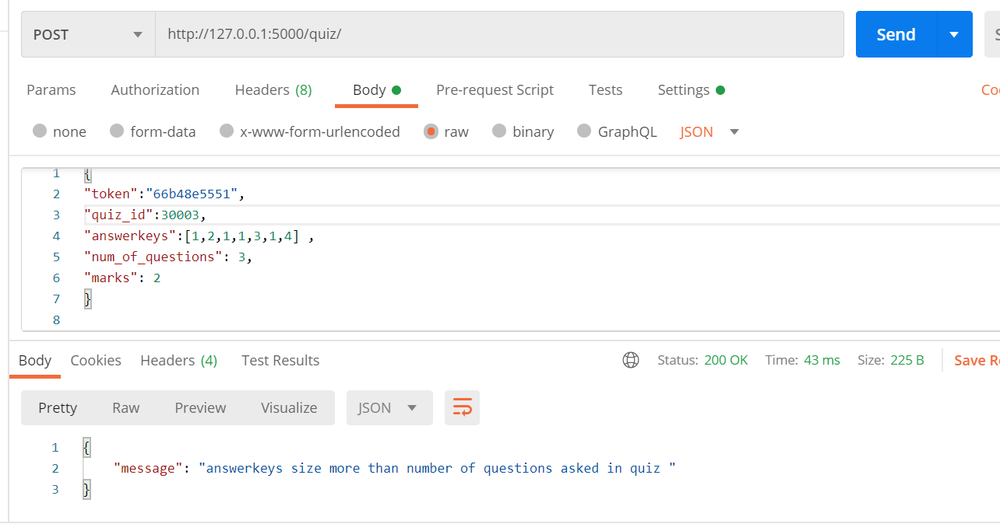 POST http://127.0.0.1:5000/quiz/ Send
Params Authorization Headers (8) Body Pre-request Script Tests Settings
none form-data x-www-form-urlencoded raw binary GraphQL JSON
1 {
2 "token":"66b48e5551",
3 "quiz_id":30003,
4 "answerkeys":[1,2,1,1,3,1,4] ,
5 "num_of_questions": 3,
6 "marks": 2
7 }
8
Body Cookies Headers (4) Test Results Status: 200 OK Time: 43 ms Size: 225 B Save
Pretty Raw Preview Visualize JSON
1 {
2 "message": "answerkeys size more than number of questions asked in quiz "
3 }